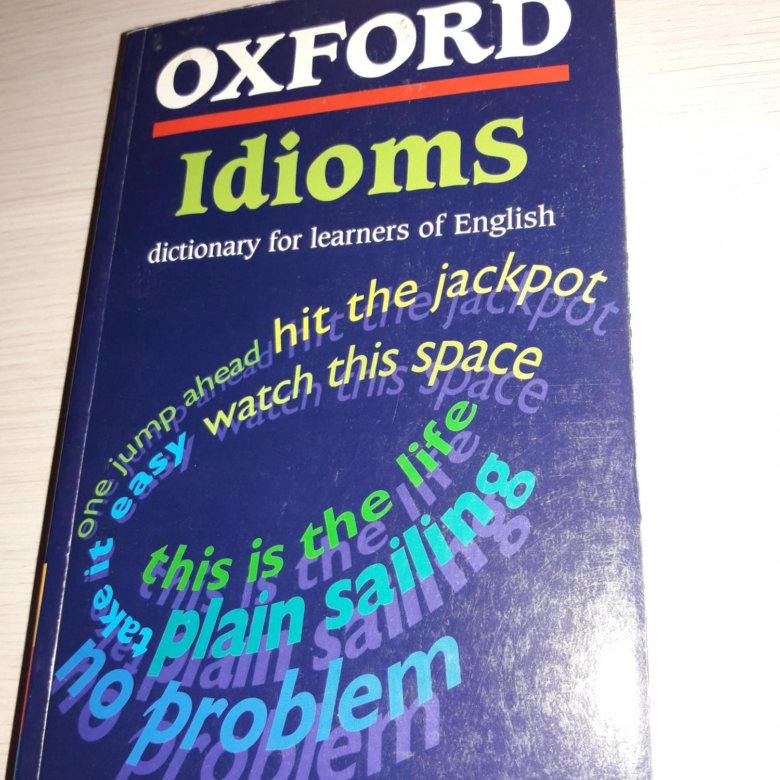 OXFORD
Idioms
dictionary for learners of English
one jump ahead hit the jackpot
take it easy watch this space
this is the life
plain sailing
no problem